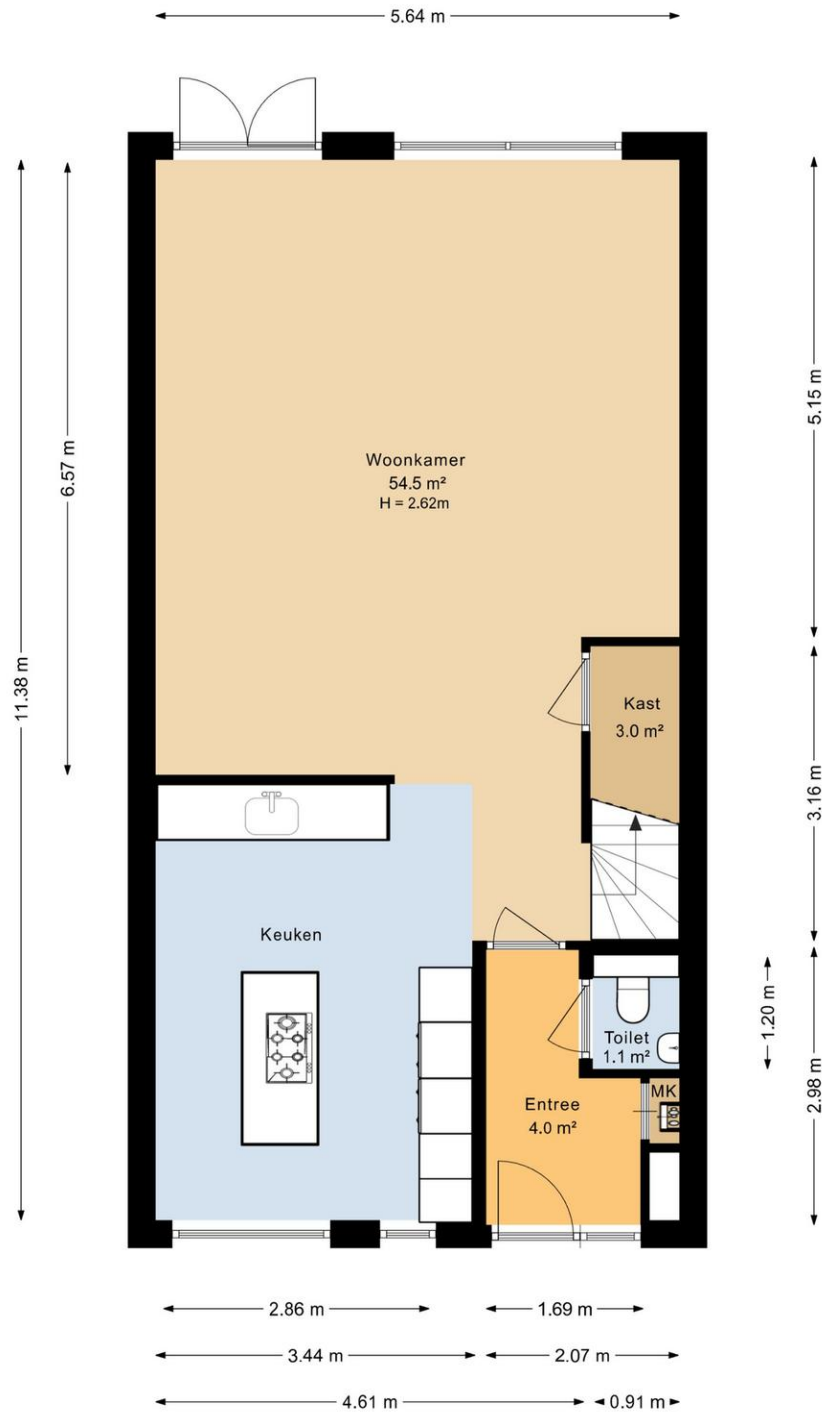 5.64 m
11.38 m
6.57 m
5.15 m
Woonkamer
54.5 m²
H = 2.62m
Kast
3.0 m²
3.16 m
Keuken
Toilet
1.1 m²
1.20 m
MK
Entree
4.0 m²
2.98 m
2.86 m
1.69 m
3.44 m
2.07 m
4.61 m
0.91 m